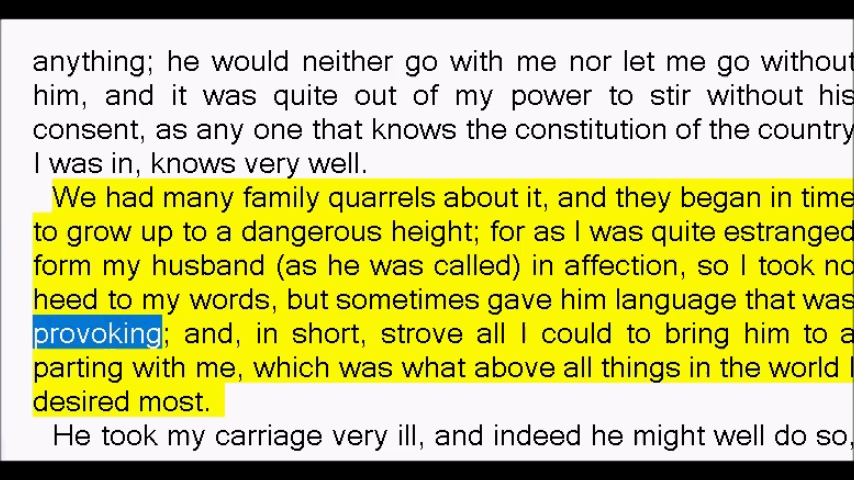 anything; he would neither go with me nor let me go without
him, and it was quite out of my power to stir without his
consent, as any one that knows the constitution of the country
I was in, knows very well.
We had many family quarrels about it, and they began in time
to grow up to a dangerous height; for as I was quite estranged
form my husband (as he was called) in affection, so I took no
heed to my words, but sometimes gave him language that was
provoking; and, in short, strove all I could to bring him to a
parting with me, which was what above all things in the world I
desired most.
He took my carriage very ill, and indeed he might well do so,